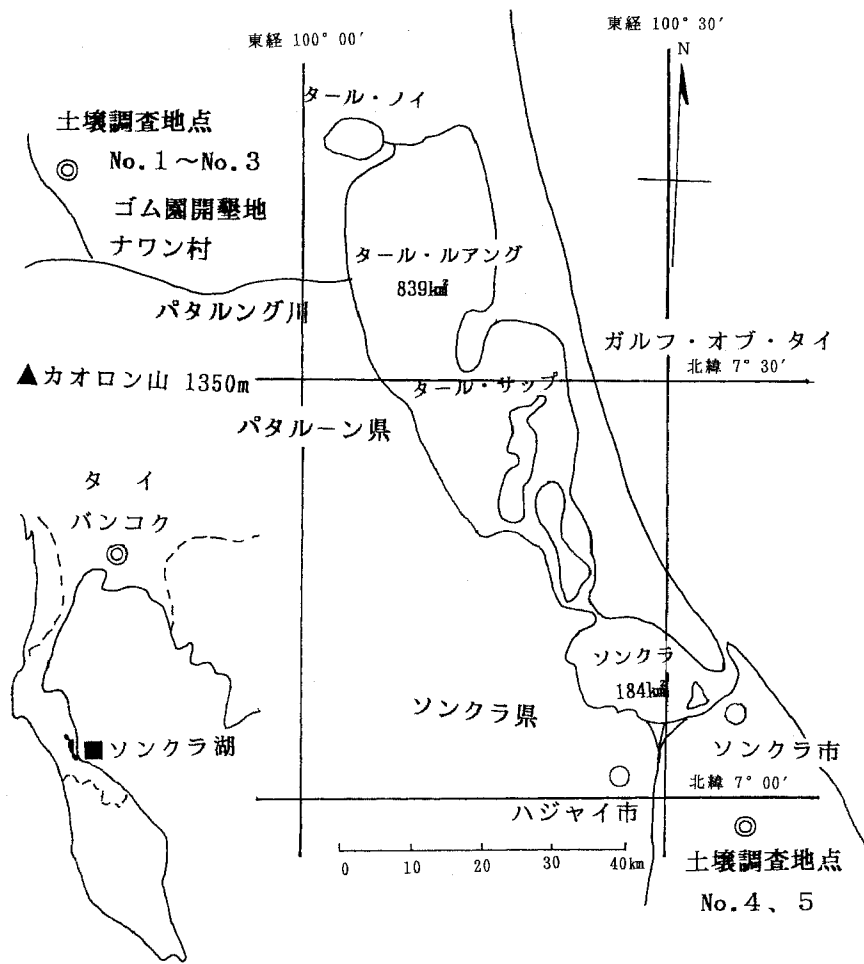 東経 100° 00′
東経 100° 30′
N
タール・ノイ
土壌調査地点
No.1～No.3
ゴム園開墾地
ナワン村
タール・ルアング
839km²
パタルング川
ガルフ・オブ・タイ
北緯 7° 30′
▲カオロン山 1350m
タール・サップ
パタルーン県
タイ
バンコク
ソンクラ
184km²
ソンクラ県
ソンクラ湖
ソンクラ市
北緯 7° 00′
ハジャイ市
0 10 20 30 40km
土壌調査地点
No.4、5